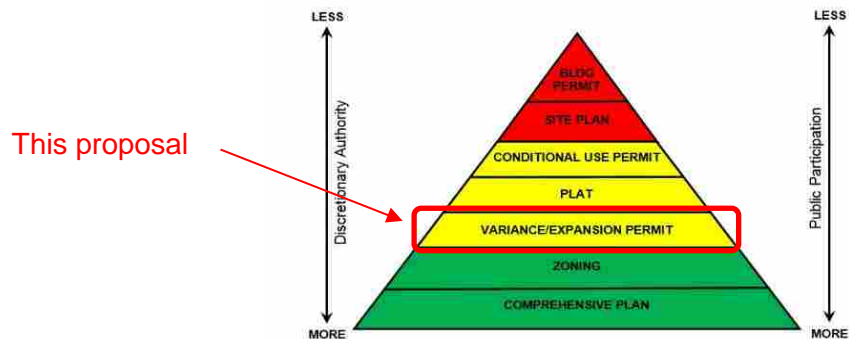 LESS
LESS
BLDG
PERMIT
SITE PLAN
This proposal
CONDITIONAL USE PERMIT
Discretionary Authority
Public Participation
PLAT
VARIANCE/EXPANSION PERMIT
ZONING
COMPREHENSIVE PLAN
MORE
MORE